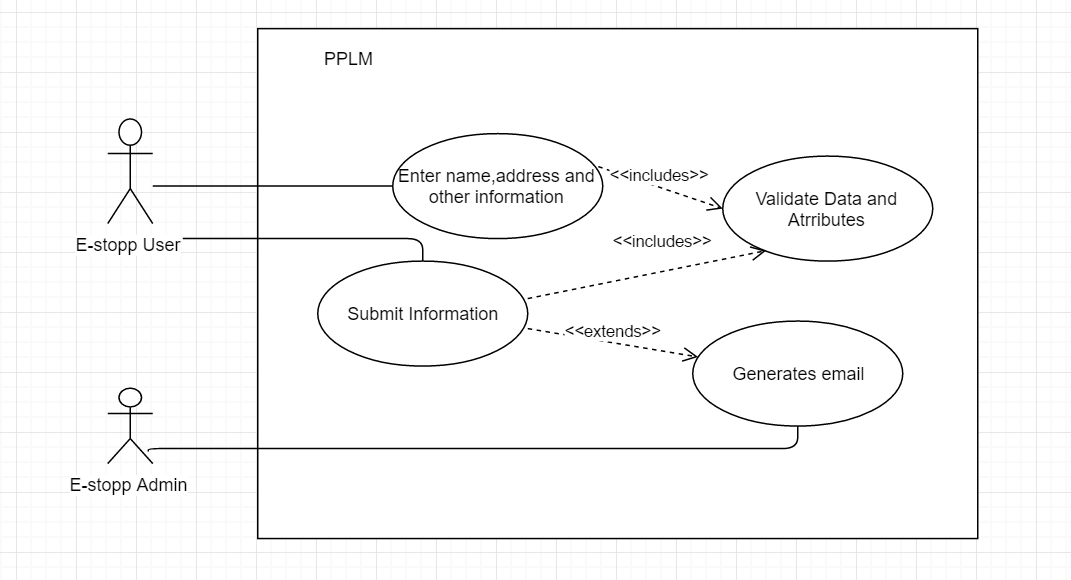 PPLM
Enter name,address and
other information
<<includes>>
Validate Data and
Atrributes
E-stopp User
<<includes>>
Submit Information
<<extends>>
Generates email
E-stopp Admin